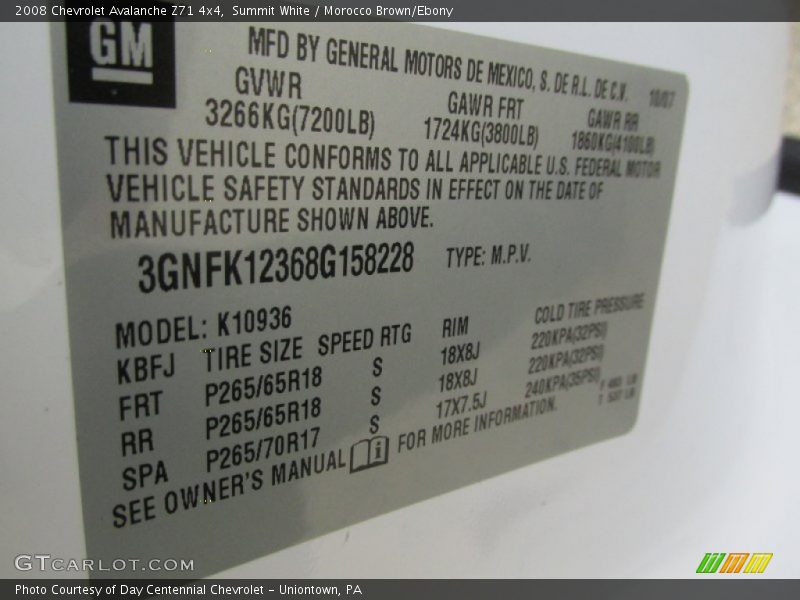 2008 Chevrolet Avalanche Z71 4x4, Summit White / Morocco Brown/Ebony
GM
MFD BY GENERAL MOTORS DE MEXICO, S. DE R.L. DE C.V. 10/07
GVWR GAWR FRT GAWR RR
3266KG(7200LB) 1724KG(3800LB) 1860KG(4100LB)
THIS VEHICLE CONFORMS TO ALL APPLICABLE U.S. FEDERAL MOTOR
VEHICLE SAFETY STANDARDS IN EFFECT ON THE DATE OF
MANUFACTURE SHOWN ABOVE.
3GNFK12368G158228 TYPE: M.P.V.
MODEL: K10936
KBFJ TIRE SIZE SPEED RTG RIM COLD TIRE PRESSURE
FRT P265/65R18 S 18X8J 220KPA(32PSI)
RR P265/65R18 S 18X8J 220KPA(32PSI)
SPA P265/70R17 S 17X7.5J 240KPA(35PSI)
SEE OWNER'S MANUAL FOR MORE INFORMATION.
GTCARLOT.COM
Photo Courtesy of Day Centennial Chevrolet - Uniontown, PA